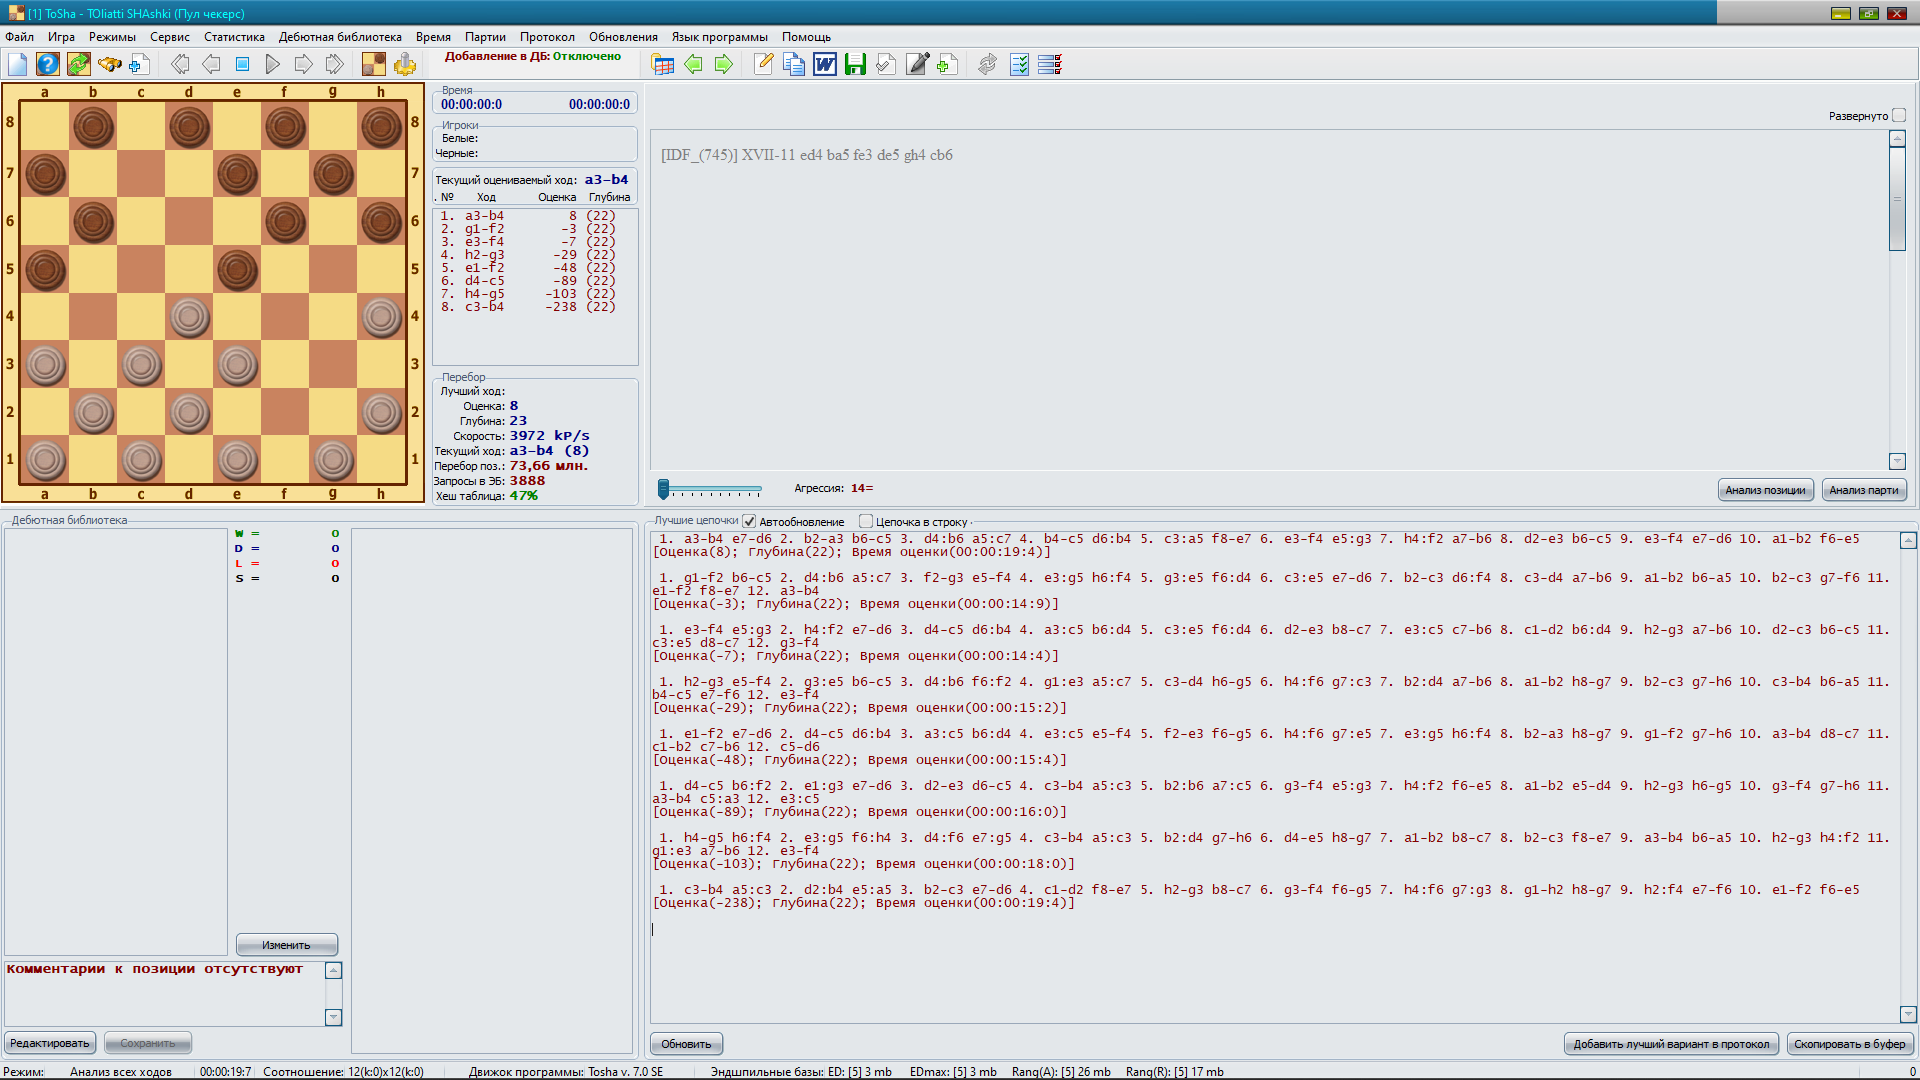 [1] ToSha - TOliatti SHAshki (Пул чекерс)
Файл Игра Режимы Сервис Статистика Дебютная библиотека Время Партии Протокол Обновления Язык программы Помощь
Добавление в ДБ: Отключено
a b c d e f g h
8 8
7 7
6 6
5 5
4 4
3 3
2 2
1 1
a b c d e f g h
Время
00:00:00:0 00:00:00:0
Игроки
Белые:
Черные:
Текущий оцениваемый ход: a3-b4
. № Ход Оценка Глубина
1. a3-b4 8 (22)
2. g1-f2 -3 (22)
3. e3-f4 -7 (22)
4. h2-g3 -29 (22)
5. e1-f2 -48 (22)
6. d4-c5 -89 (22)
7. h4-g5 -103 (22)
8. c3-b4 -238 (22)
Перебор
Лучший ход:
Оценка: 8
Глубина: 23
Скорость: 3972 kP/s
Текущий ход: a3-b4 (8)
Перебор поз.: 73,66 млн.
Запросы в ЭБ: 3888
Хеш таблица: 47%
Развернуто
[IDF_(745)] XVII-11 ed4 ba5 fe3 de5 gh4 cb6
Агрессия: 14=
Анализ позиции Анализ парти
Дебютная библиотека
W = 0
D = 0
L = 0
S = 0
Изменить
Комментарии к позиции отсутствуют
Редактировать Сохранить
Лучшие цепочки Автообновление Цепочка в строку .
1. a3-b4 e7-d6 2. b2-a3 b6-c5 3. d4:b6 a5:c7 4. b4-c5 d6:b4 5. c3:a5 f8-e7 6. e3-f4 e5:g3 7. h4:f2 a7-b6 8. d2-e3 b6-c5 9. e3-f4 e7-d6 10. a1-b2 f6-e5
[Оценка(8); Глубина(22); Время оценки(00:00:19:4)]
1. g1-f2 b6-c5 2. d4:b6 a5:c7 3. f2-g3 e5-f4 4. e3:g5 h6:f4 5. g3:e5 f6:d4 6. c3:e5 e7-d6 7. b2-c3 d6:f4 8. c3-d4 a7-b6 9. a1-b2 b6-a5 10. b2-c3 g7-f6 11.
e1-f2 f8-e7 12. a3-b4
[Оценка(-3); Глубина(22); Время оценки(00:00:14:9)]
1. e3-f4 e5:g3 2. h4:f2 e7-d6 3. d4-c5 d6:b4 4. a3:c5 b6:d4 5. c3:e5 f6:d4 6. d2-e3 b8-c7 7. e3:c5 c7-b6 8. c1-d2 b6:d4 9. h2-g3 a7-b6 10. d2-c3 b6-c5 11.
c3:e5 d8-c7 12. g3-f4
[Оценка(-7); Глубина(22); Время оценки(00:00:14:4)]
1. h2-g3 e5-f4 2. g3:e5 b6-c5 3. d4:b6 f6:f2 4. g1:e3 a5:c7 5. c3-d4 h6-g5 6. h4:f6 g7:c3 7. b2:d4 a7-b6 8. a1-b2 h8-g7 9. b2-c3 g7-h6 10. c3-b4 b6-a5 11.
b4-c5 e7-f6 12. e3-f4
[Оценка(-29); Глубина(22); Время оценки(00:00:15:2)]
1. e1-f2 e7-d6 2. d4-c5 d6:b4 3. a3:c5 b6:d4 4. e3:c5 e5-f4 5. f2-e3 f6-g5 6. h4:f6 g7:e5 7. e3:g5 h6:f4 8. b2-a3 h8-g7 9. g1-f2 g7-h6 10. a3-b4 d8-c7 11.
c1-b2 c7-b6 12. c5-d6
[Оценка(-48); Глубина(22); Время оценки(00:00:15:4)]
1. d4-c5 b6:f2 2. e1:g3 e7-d6 3. d2-e3 d6-c5 4. c3-b4 a5:c3 5. b2:b6 a7:c5 6. g3-f4 e5:g3 7. h4:f2 f6-e5 8. a1-b2 e5-d4 9. h2-g3 h6-g5 10. g3-f4 g7-h6 11.
a3-b4 c5:a3 12. e3:c5
[Оценка(-89); Глубина(22); Время оценки(00:00:16:0)]
1. h4-g5 h6:f4 2. e3:g5 f6:h4 3. d4:f6 e7:g5 4. c3-b4 a5:c3 5. b2:d4 g7-h6 6. d4-e5 h8-g7 7. a1-b2 b8-c7 8. b2-c3 f8-e7 9. a3-b4 b6-a5 10. h2-g3 h4:f2 11.
g1:e3 a7-b6 12. e3-f4
[Оценка(-103); Глубина(22); Время оценки(00:00:18:0)]
1. c3-b4 a5:c3 2. d2:b4 e5:a5 3. b2-c3 e7-d6 4. c1-d2 f8-e7 5. h2-g3 b8-c7 6. g3-f4 f6-g5 7. h4:f6 g7:g3 8. g1-h2 h8-g7 9. h2:f4 e7-f6 10. e1-f2 f6-e5
[Оценка(-238); Глубина(22); Время оценки(00:00:19:4)]
Обновить Добавить лучший вариант в протокол Скопировать в буфер
Режим: Анализ всех ходов 00:00:19:7 Соотношение: 12(k:0)x12(k:0) Движок программы: Tosha v. 7.0 SE Эндшпильные базы: ED: [5] 3 mb EDmax: [5] 3 mb Rang(A): [5] 26 mb Rang(R): [5] 17 mb 0